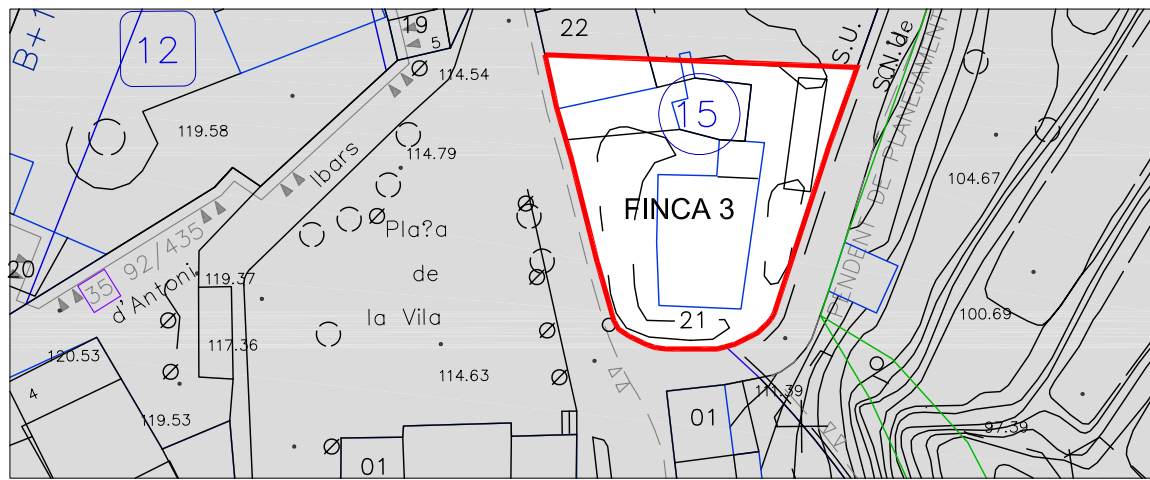 B+1
12
19
5
22
S.U.
S.N.U.
de
PENDENT DE PLANEJAMENT
114.54
119.58
114.79
15
104.67
Ibars
d'Antoni
92/435
35
20
Pla?a
de
la Vila
FINCA 3
21
119.37
117.36
100.69
120.53
4
119.53
114.63
111.39
01
97.39
01